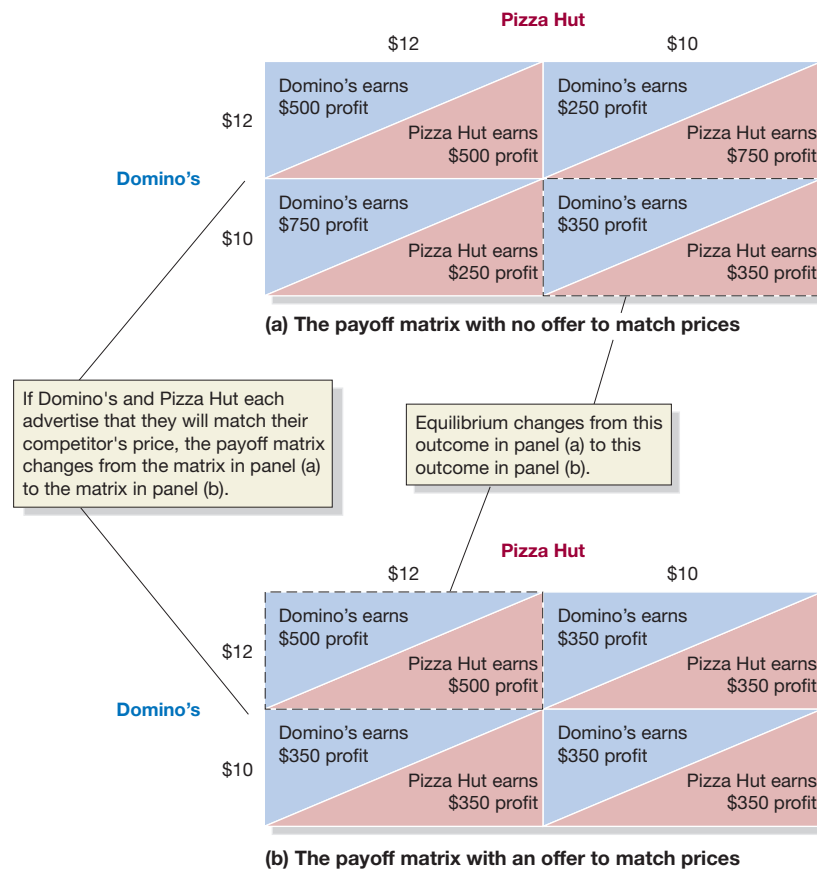 Pizza Hut
$12 $10
Domino's earns
$500 profit
Domino's earns
$250 profit
$12
Pizza Hut earns
$500 profit
Pizza Hut earns
$750 profit
Domino's
Domino's earns
$750 profit
Domino's earns
$350 profit
$10
Pizza Hut earns
$250 profit
Pizza Hut earns
$350 profit
(a) The payoff matrix with no offer to match prices
If Domino's and Pizza Hut each
advertise that they will match their
competitor's price, the payoff matrix
changes from the matrix in panel (a)
to the matrix in panel (b).
Equilibrium changes from this
outcome in panel (a) to this
outcome in panel (b).
Pizza Hut
$12 $10
Domino's earns
$500 profit
Domino's earns
$350 profit
$12
Pizza Hut earns
$500 profit
Pizza Hut earns
$350 profit
Domino's
Domino's earns
$350 profit
Domino's earns
$350 profit
$10
Pizza Hut earns
$350 profit
Pizza Hut earns
$350 profit
(b) The payoff matrix with an offer to match prices